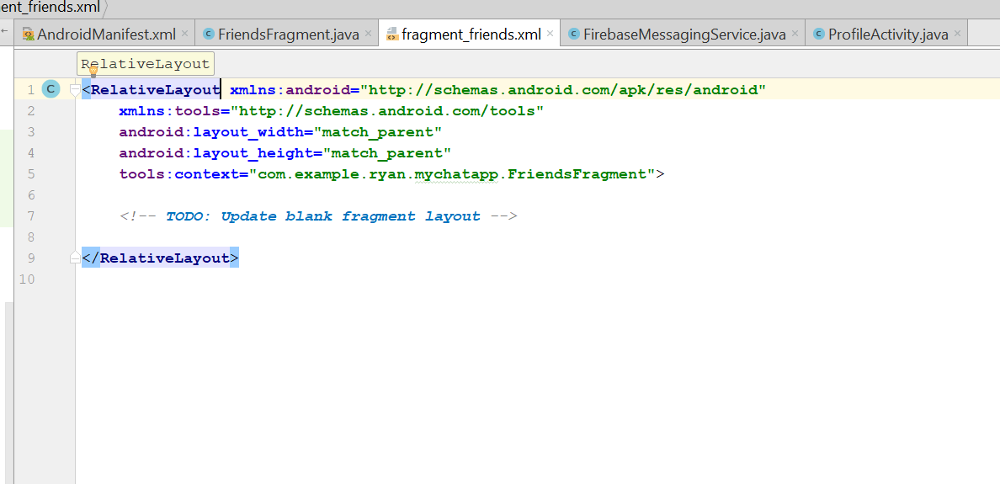 ent_friends.xml
AndroidManifest.xml FriendsFragment.java fragment_friends.xml FirebaseMessagingService.java ProfileActivity.java
RelativeLayout
1 C <RelativeLayout xmlns:android="http://schemas.android.com/apk/res/android"
2 xmlns:tools="http://schemas.android.com/tools"
3 android:layout_width="match_parent"
4 android:layout_height="match_parent"
5 tools:context="com.example.ryan.mychatapp.FriendsFragment">
6
7 <!-- TODO: Update blank fragment layout -->
8
9 </RelativeLayout>
10